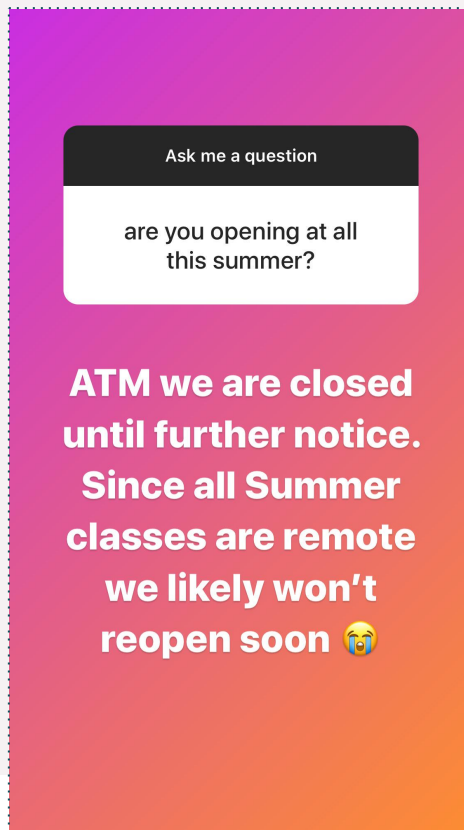 Ask me a question
are you opening at all
this summer?
ATM we are closed
until further notice.
Since all Summer
classes are remote
we likely won't
reopen soon 😭